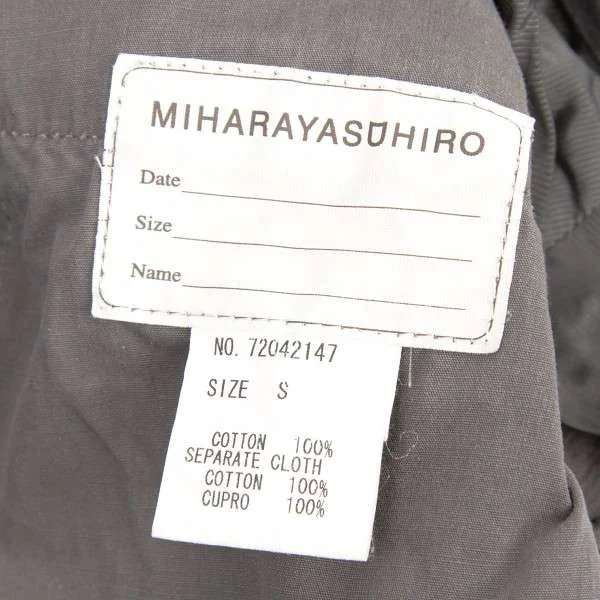 MIHARAYASUHIRO
Date
Size
Name
NO. 72042147
SIZE S
COTTON 100%
SEPARATE CLOTH
COTTON 100%
CUPRO 100%